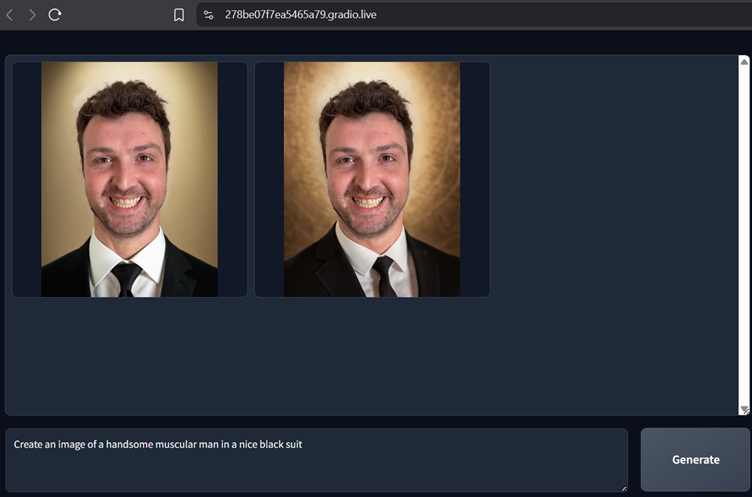 278be07f7ea5465a79.gradio.live
Create an image of a handsome muscular man in a nice black suit
Generate